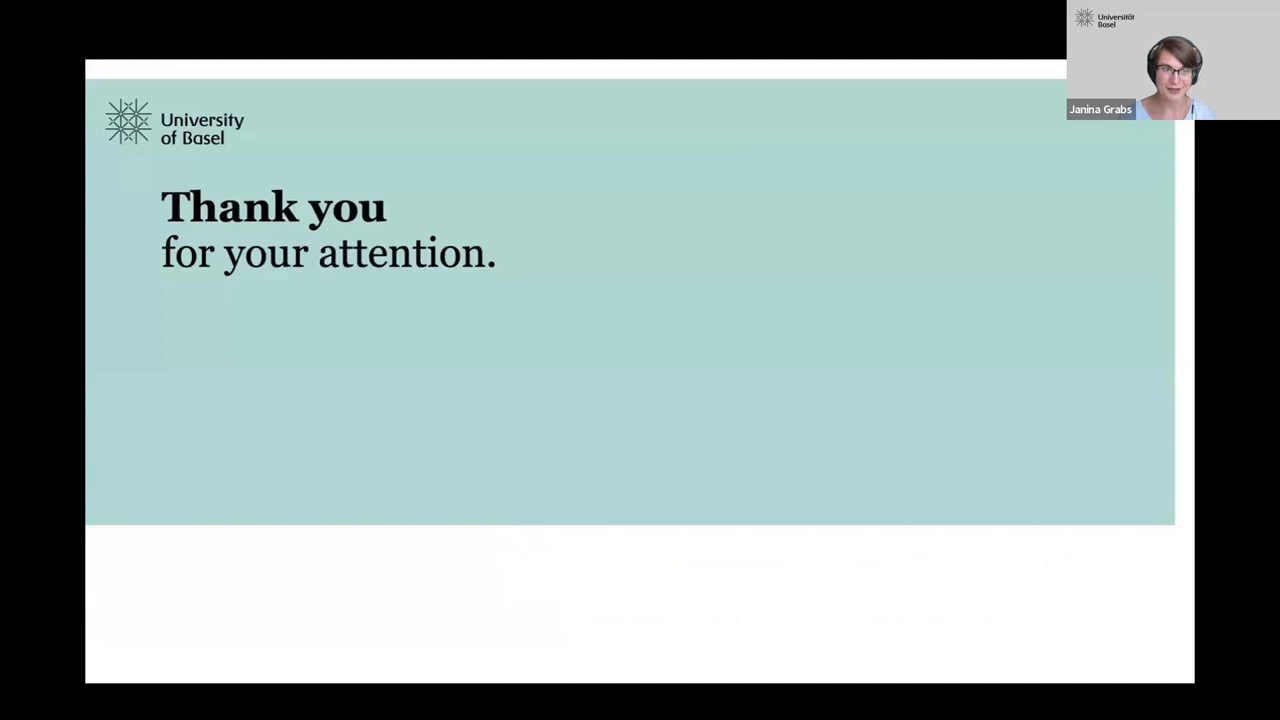 Universität
Basel
Janina Grabs
University
of Basel
Thank you
for your attention.